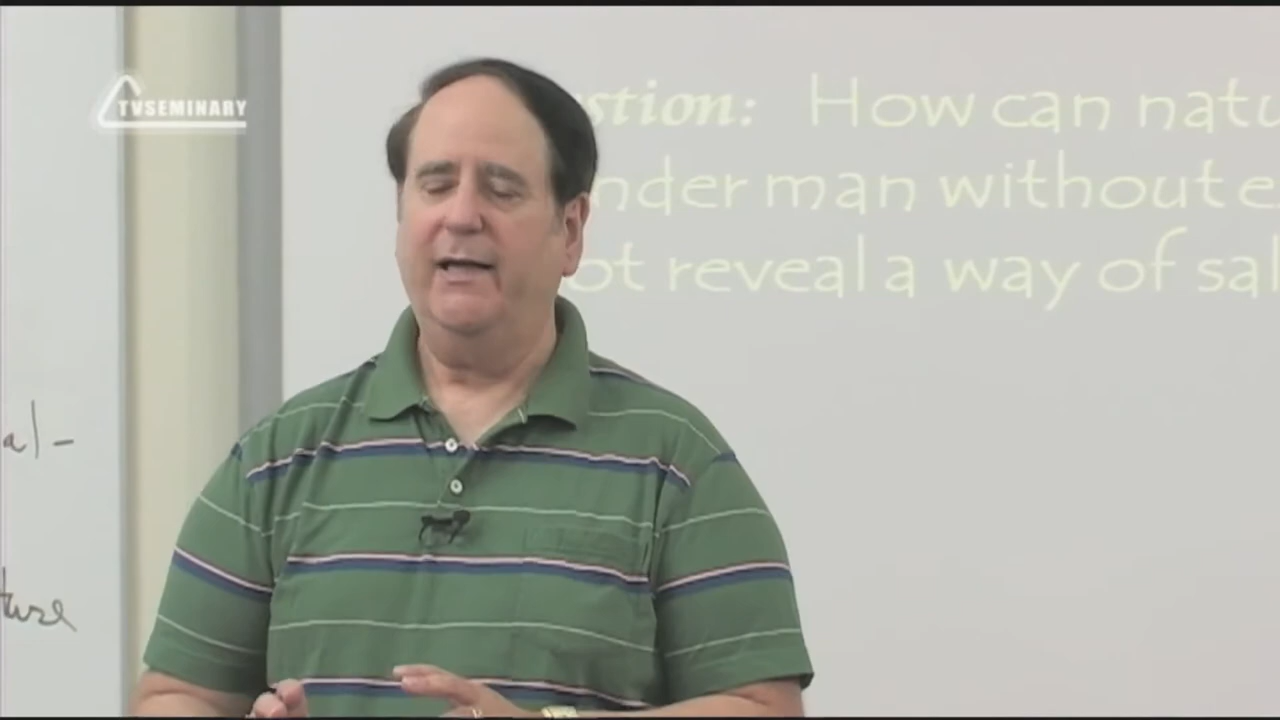 TVSEMINARY
stion: How can natu
nder man without e
ot reveal a way of sal
al-
ture